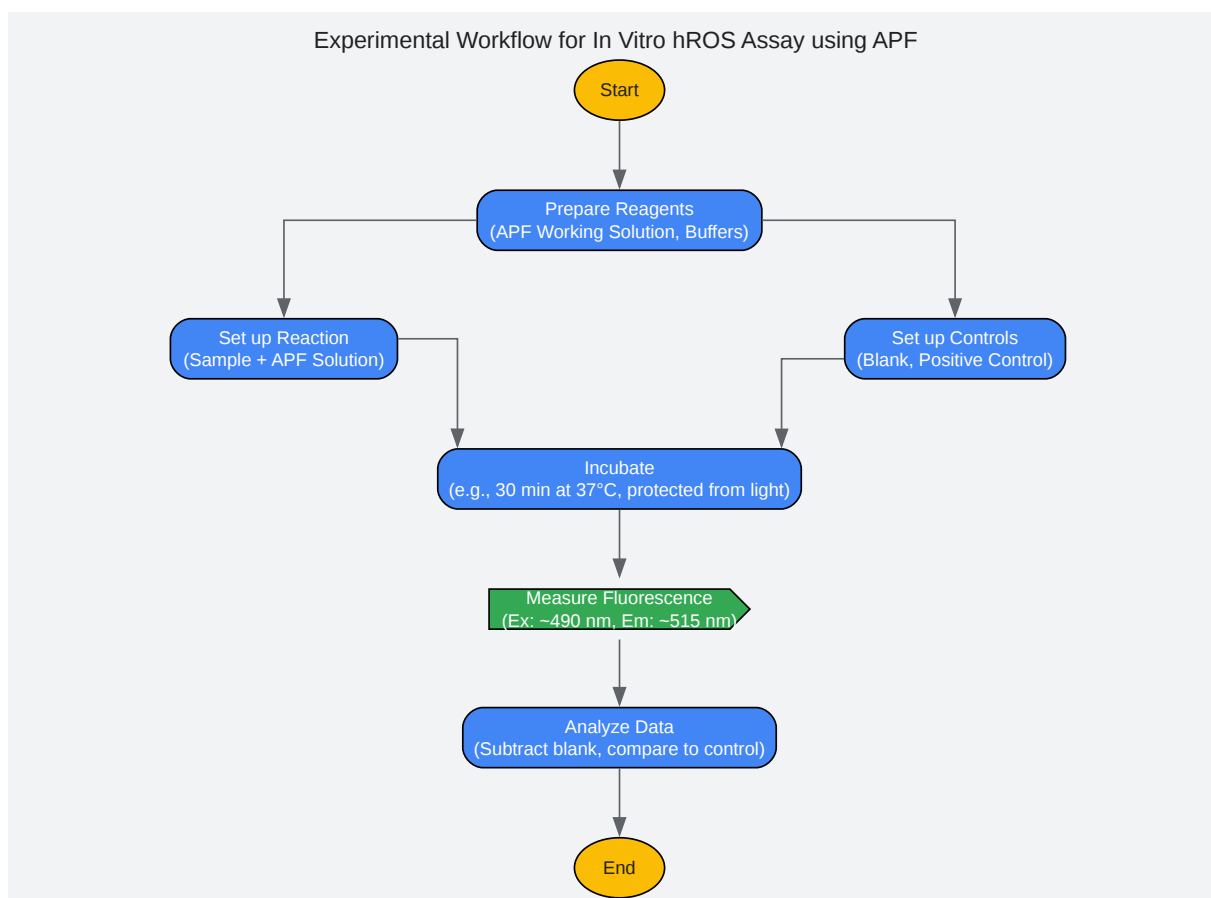 Experimental Workflow for In Vitro hROS Assay using APF
Start
Prepare Reagents
(APF Working Solution, Buffers)
Set up Reaction
(Sample + APF Solution)
Set up Controls
(Blank, Positive Control)
Incubate
(e.g., 30 min at 37°C, protected from light)
Measure Fluorescence
(Ex: ~490 nm, Em: ~515 nm)
Analyze Data
(Subtract blank, compare to control)
End